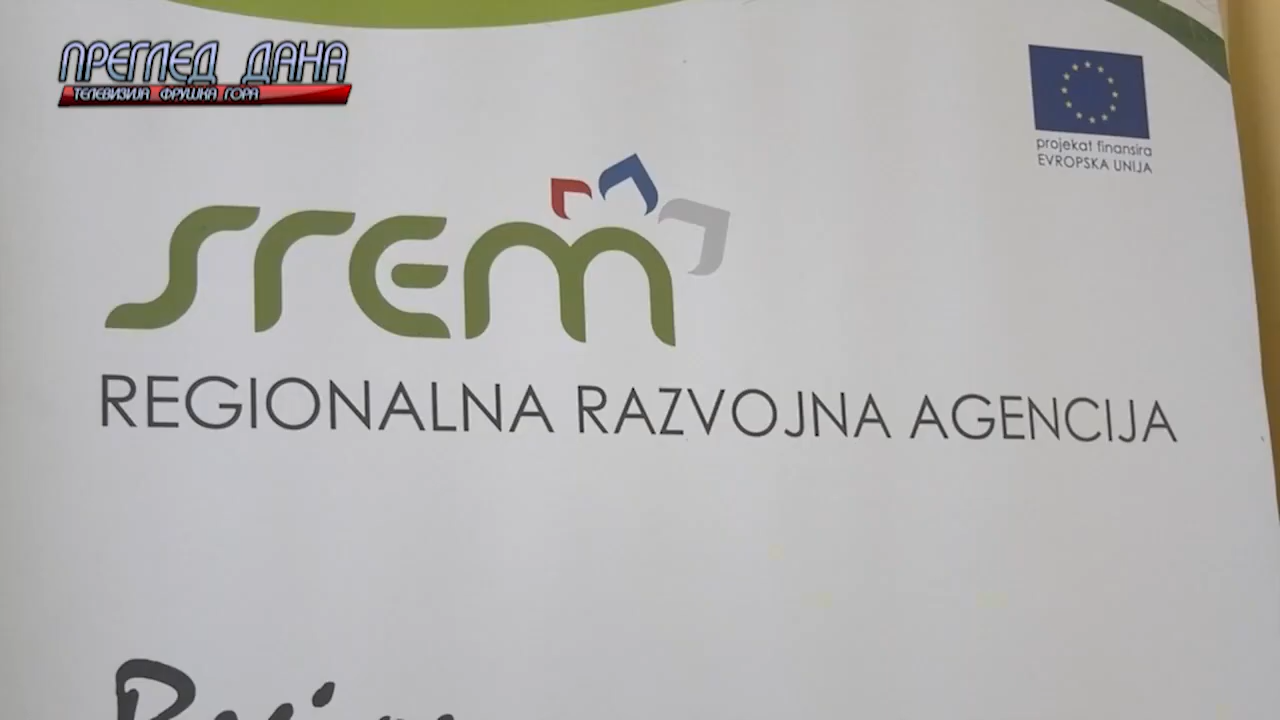 ПРЕГЛЕД ДАНА
ТЕЛЕВИЗИЈА ФРУШКА ГОРА
projekat finansira
EVROPSKA UNIJA
srem
REGIONALNA RAZVOJNA AGENCIJA